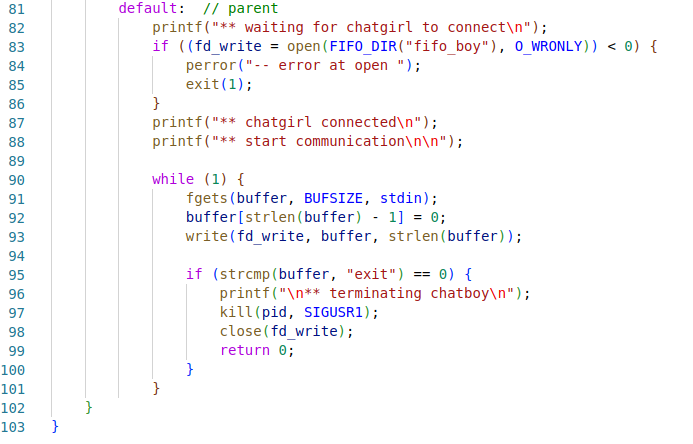 81         default:  // parent
82             printf("** waiting for chatgirl to connect\n");
83             if ((fd_write = open(FIFO_DIR("fifo_boy"), O_WRONLY)) < 0) {
84                 perror("-- error at open ");
85                 exit(1);
86             }
87             printf("** chatgirl connected\n");
88             printf("** start communication\n\n");
89
90             while (1) {
91                 fgets(buffer, BUFSIZE, stdin);
92                 buffer[strlen(buffer) - 1] = 0;
93                 write(fd_write, buffer, strlen(buffer));
94
95                 if (strcmp(buffer, "exit") == 0) {
96                     printf("\n** terminating chatboy\n");
97                     kill(pid, SIGUSR1);
98                     close(fd_write);
99                     return 0;
100                 }
101             }
102     }
103 }